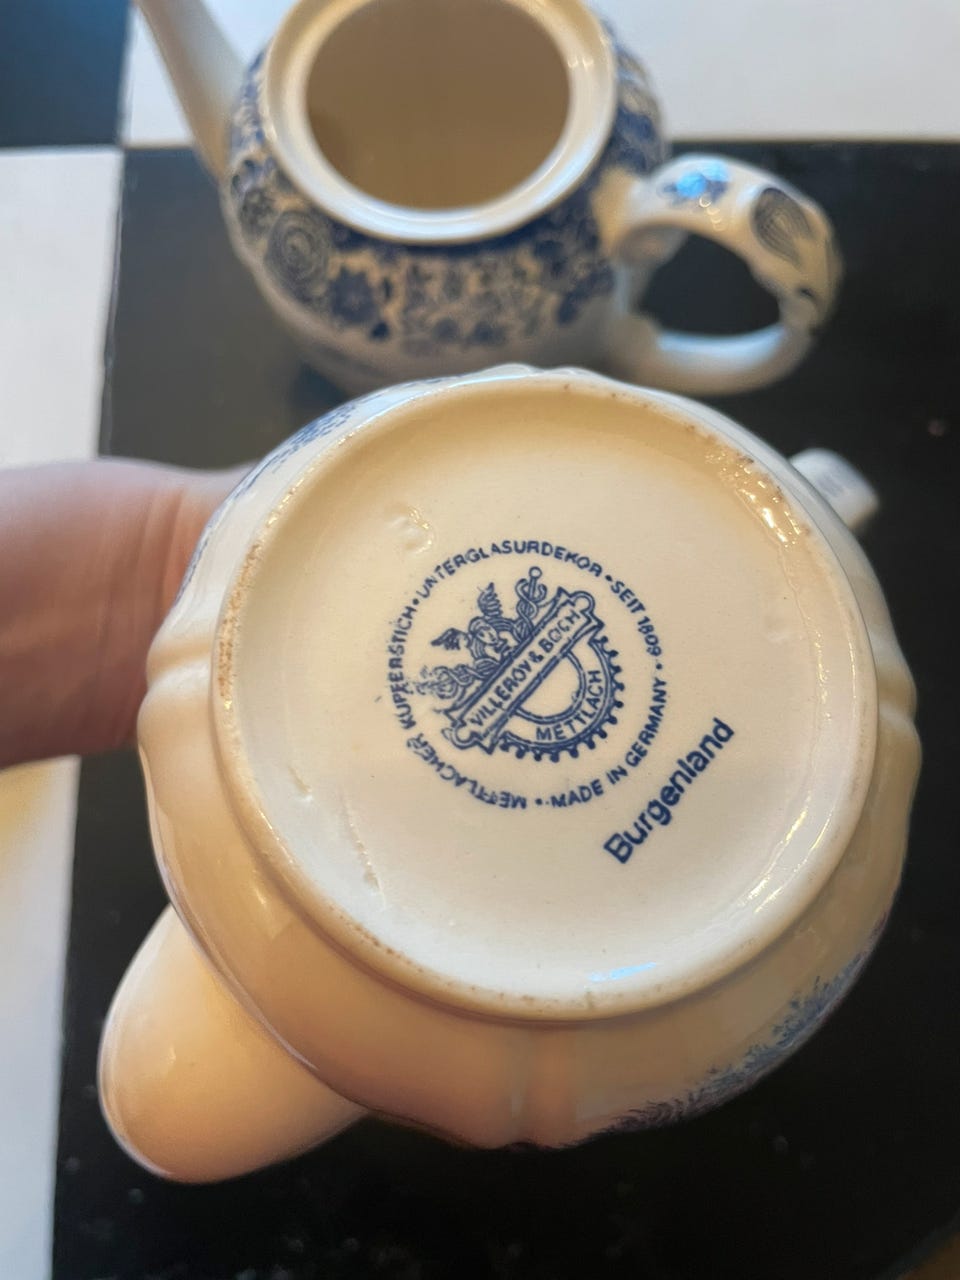 METTLACHER KUPFERSTICH • UNTERGLASURDEKOR • SEIT 1809 •
VILLEROY & BOCH
METTLACH
• MADE IN GERMANY •
Burgenland